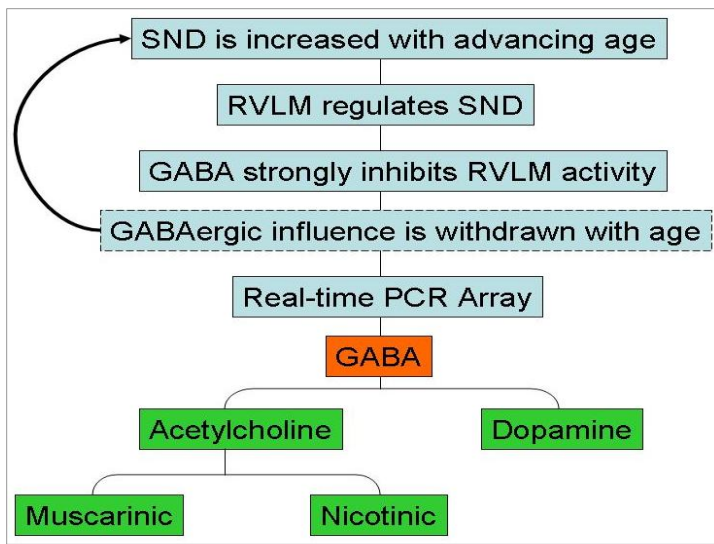 SND is increased with advancing age
RVLM regulates SND
GABA strongly inhibits RVLM activity
GABAergic influence is withdrawn with age
Real-time PCR Array
GABA
Acetylcholine
Dopamine
Muscarinic
Nicotinic